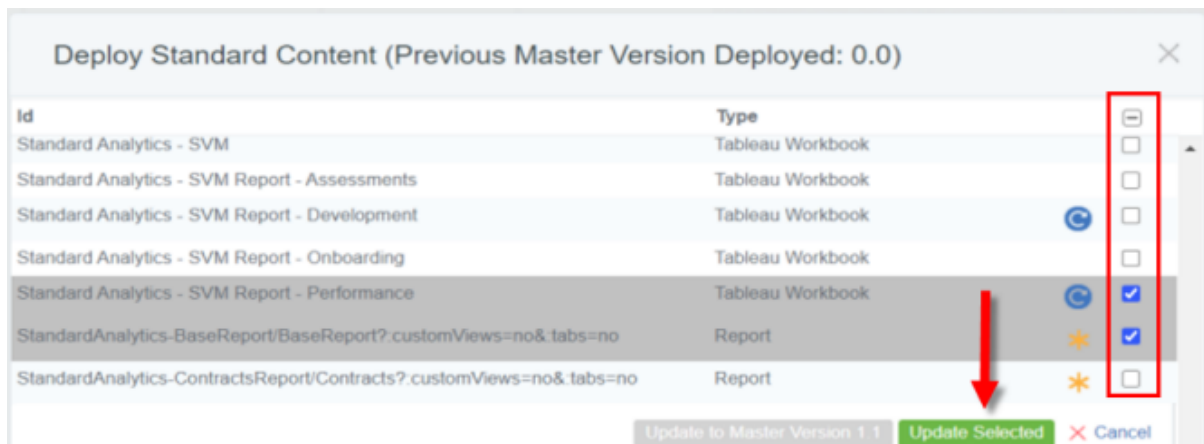 Deploy Standard Content (Previous Master Version Deployed: 0.0)
Id Type
Standard Analytics - SVM Tableau Workbook
Standard Analytics - SVM Report - Assessments Tableau Workbook
Standard Analytics - SVM Report - Development Tableau Workbook
Standard Analytics - SVM Report - Onboarding Tableau Workbook
Standard Analytics - SVM Report - Performance Tableau Workbook
StandardAnalytics-BaseReport/BaseReport?:customViews=no&:tabs=no Report
StandardAnalytics-ContractsReport/Contracts?:customViews=no&:tabs=no Report
Update to Master Version 1.1 Update Selected Cancel